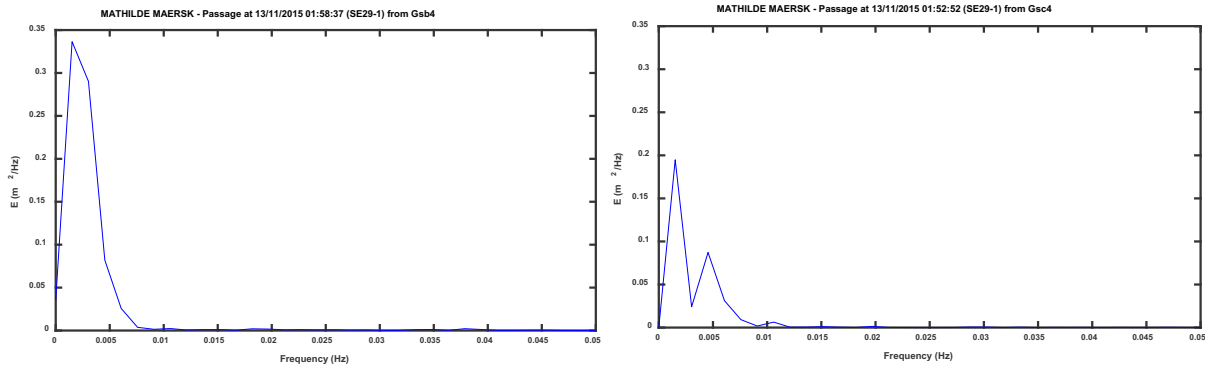 MATHILDE MAERSK - Passage at 13/11/2015 01:58:37 (SE29-1) from Gsb4
0.35
0.3
0.25
0.2
0.15
0.1
0.05
0
E (m 2 /Hz)
0 0.005 0.01 0.015 0.02 0.025 0.03 0.035 0.04 0.045 0.05
Frequency (Hz)
MATHILDE MAERSK - Passage at 13/11/2015 01:52:52 (SE29-1) from Gsc4
0.35
0.3
0.25
0.2
0.15
0.1
0.05
0
E (m 2 /Hz)
0 0.005 0.01 0.015 0.02 0.025 0.03 0.035 0.04 0.045 0.05
Frequency (Hz)